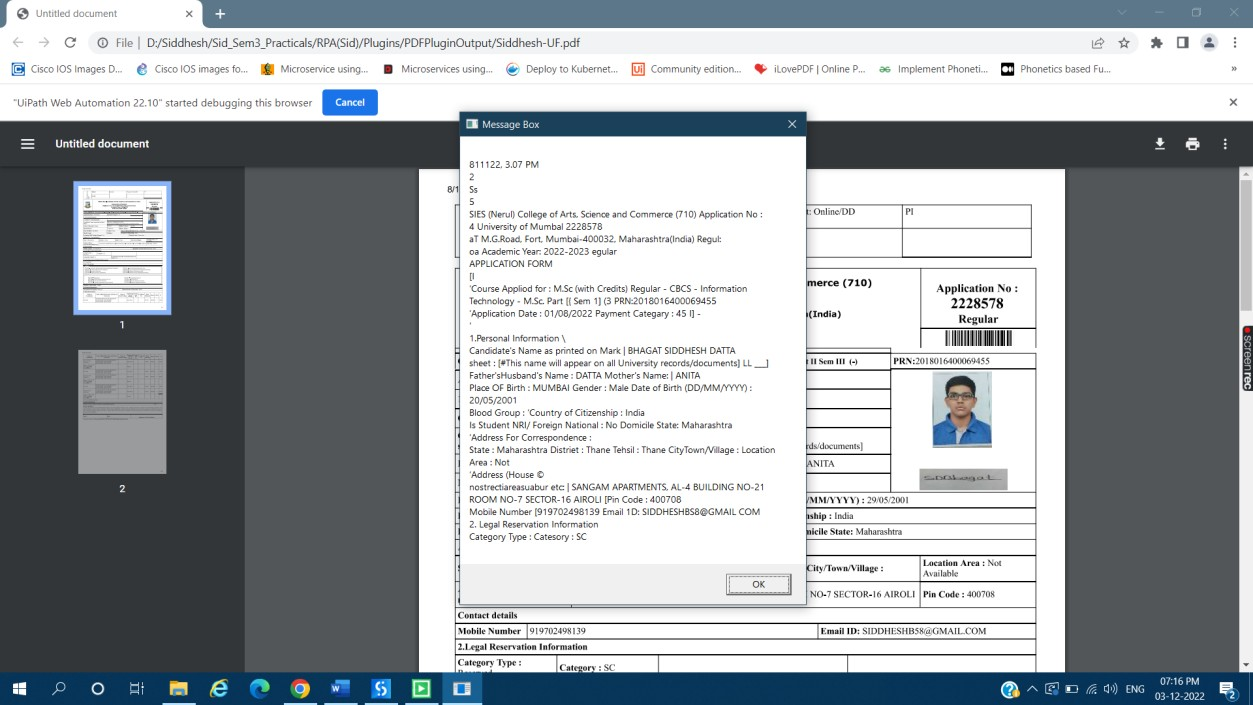 Untitled document
File | D:/Siddhesh/Sid_Sem3_Practicals/RPA(Sid)/Plugins/PDFPluginOutput/Siddhesh-UF.pdf
Cisco IOS Images D... Cisco IOS images fo... Microservice using... Microservices using... Deploy to Kubernet... Community edition... iLovePDF | Online P... Implement Phoneti... Phonetics based Fu... »
"UiPath Web Automation 22.10" started debugging this browser Cancel
Untitled document
1
2
Message Box
811122, 3.07 PM
2
Ss
5
SIES (Nerul) College of Arts, Science and Commerce (710) Application No :
4 University of Mumbal 2228578
aT M.G.Road, Fort, Mumbai-400032, Maharashtra(India) Regul:
oa Academic Year: 2022-2023 egular
APPLICATION FORM
[I
'Course Appliod for : M.Sc (with Credits) Regular - CBCS - Information
Technology - M.Sc. Part [{ Sem 1] (3 PRN:2018016400069455
'Application Date : 01/08/2022 Payment Categary : 45 I] -
'
1.Personal Information \
Candidate's Name as printed on Mark | BHAGAT SIDDHESH DATTA
sheet : [#This name will appear on all University records/documents] LL __]
Father'sHusband's Name : DATTA Mother's Name: | ANITA
Place OF Birth : MUMBAI Gender : Male Date of Birth (DD/MM/YYYY) :
20/05/2001
Blood Group : 'Country of Citizenship : India
Is Student NRI/ Foreign National : No Domicile State: Maharashtra
'Address For Correspondence :
State : Maharashtra Distriet : Thane Tehsil : Thane CityTown/Village : Location
Area : Not
'Address (House ©
nostrectiareasuabur etc: | SANGAM APARTMENTS, AL-4 BUILDING NO-21
ROOM NO-7 SECTOR-16 AIROLI [Pin Code : 400708
Mobile Number [919702498139 Email 1D: SIDDHESHBS8@GMAIL COM
2. Legal Reservation Information
Category Type : Catesory : SC
OK
8/1
t: Online/DD PI
merce (710)
(India)
Application No :
2228578
Regular
t II Sem III (-) PRN:2018016400069455
rds/documents]
ANITA
SDBhagat
/MM/YYYY) : 29/05/2001
nship : India
micile State: Maharashtra
City/Town/Village : Location Area : Not
Available
NO-7 SECTOR-16 AIROLI Pin Code : 400708
Contact details
Mobile Number 919702498139 Email ID: SIDDHESHB58@GMAIL.COM
2.Legal Reservation Information
Category Type : Category : SC
screenrec
ENG 07:16 PM
03-12-2022
2